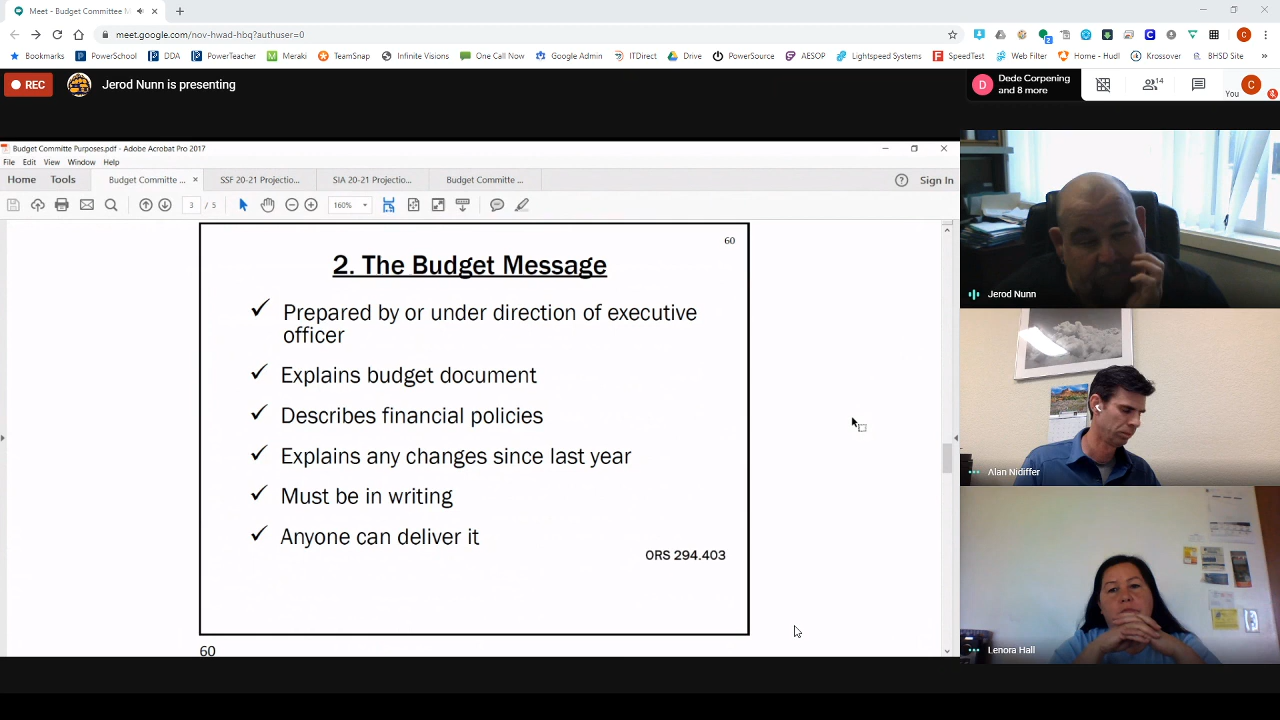 Meet - Budget Committee M
meet.google.com/nov-hwad-hbq?authuser=0
Bookmarks PowerSchool DDA PowerTeacher Meraki TeamSnap Infinite Visions One Call Now Google Admin ITDirect Drive PowerSource AESOP Lightspeed Systems SpeedTest Web Filter Home - Hudl Krossover BHSD Site »
REC
Jerod Nunn is presenting
D
Dede Corpening
and 8 more
14
You
C
Budget Committe Purposes.pdf - Adobe Acrobat Pro 2017
File Edit View Window Help
Home Tools Budget Committe ... × SSF 20-21 Projectio... SIA 20-21 Projectio... Budget Committe ... Sign In
3 / 5 160%
60
2. The Budget Message
✓ Prepared by or under direction of executive
officer
✓ Explains budget document
✓ Describes financial policies
✓ Explains any changes since last year
✓ Must be in writing
✓ Anyone can deliver it
ORS 294.403
60
Jerod Nunn
Alan Nidiffer
Lenora Hall